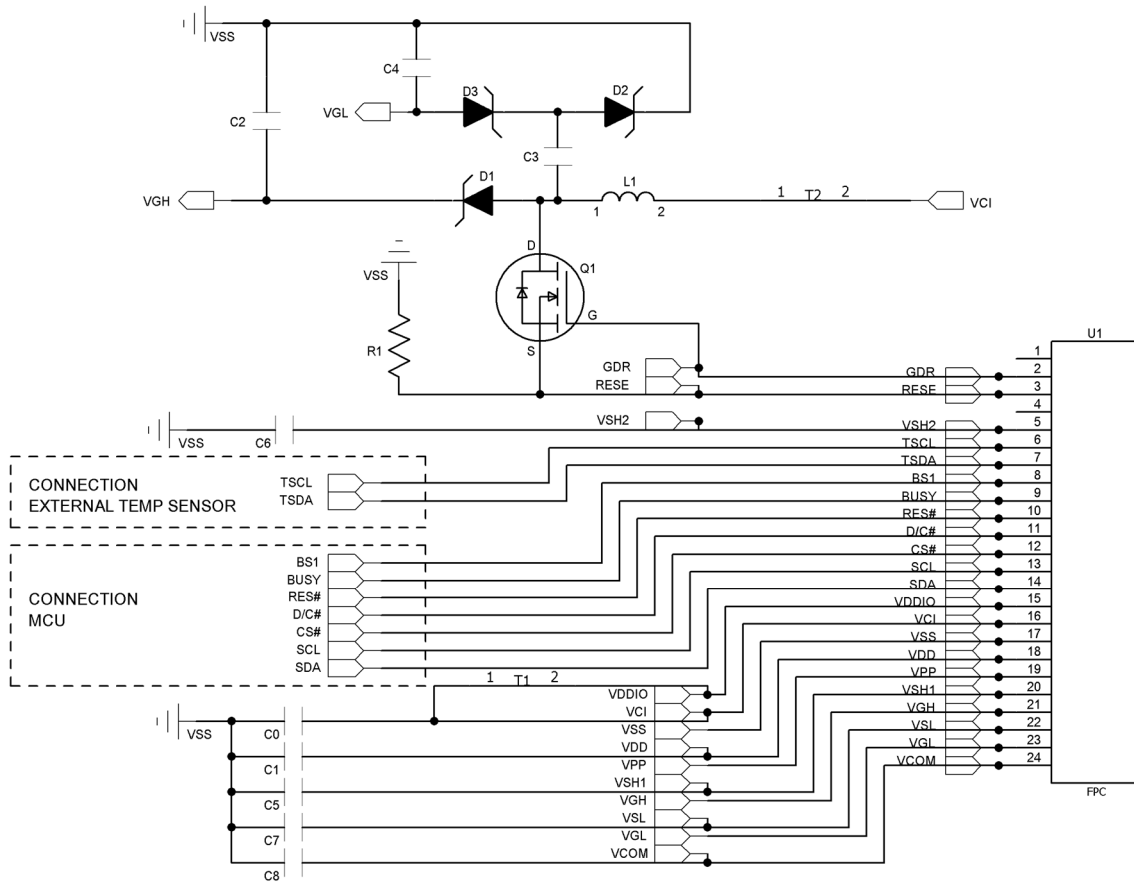 VSS
C4
D3
D2
VGL
C2
C3
D1
L1
VGH
1
2
1
T2
2
VCI
D
VSS
Q1
G
R1
S
U1
1
GDR
GDR
2
RESE
RESE
3
4
VSH2
VSH2
5
VSS
C6
TSCL
6
TSDA
7
CONNECTION
EXTERNAL TEMP SENSOR
TSCL
TSDA
BS1
8
BUSY
9
RES#
10
D/C#
11
CS#
12
SCL
13
SDA
14
CONNECTION
MCU
BS1
BUSY
RES#
D/C#
CS#
SCL
SDA
VDDIO
15
VCI
16
VSS
17
VDD
18
VPP
19
VSH1
20
VGH
21
VSL
22
VGL
23
VCOM
24
FPC
1
T1
2
VDDIO
VCI
VSS
VDD
VPP
VSH1
VGH
VSL
VGL
VCOM
VSS
C0
C1
C5
C7
C8